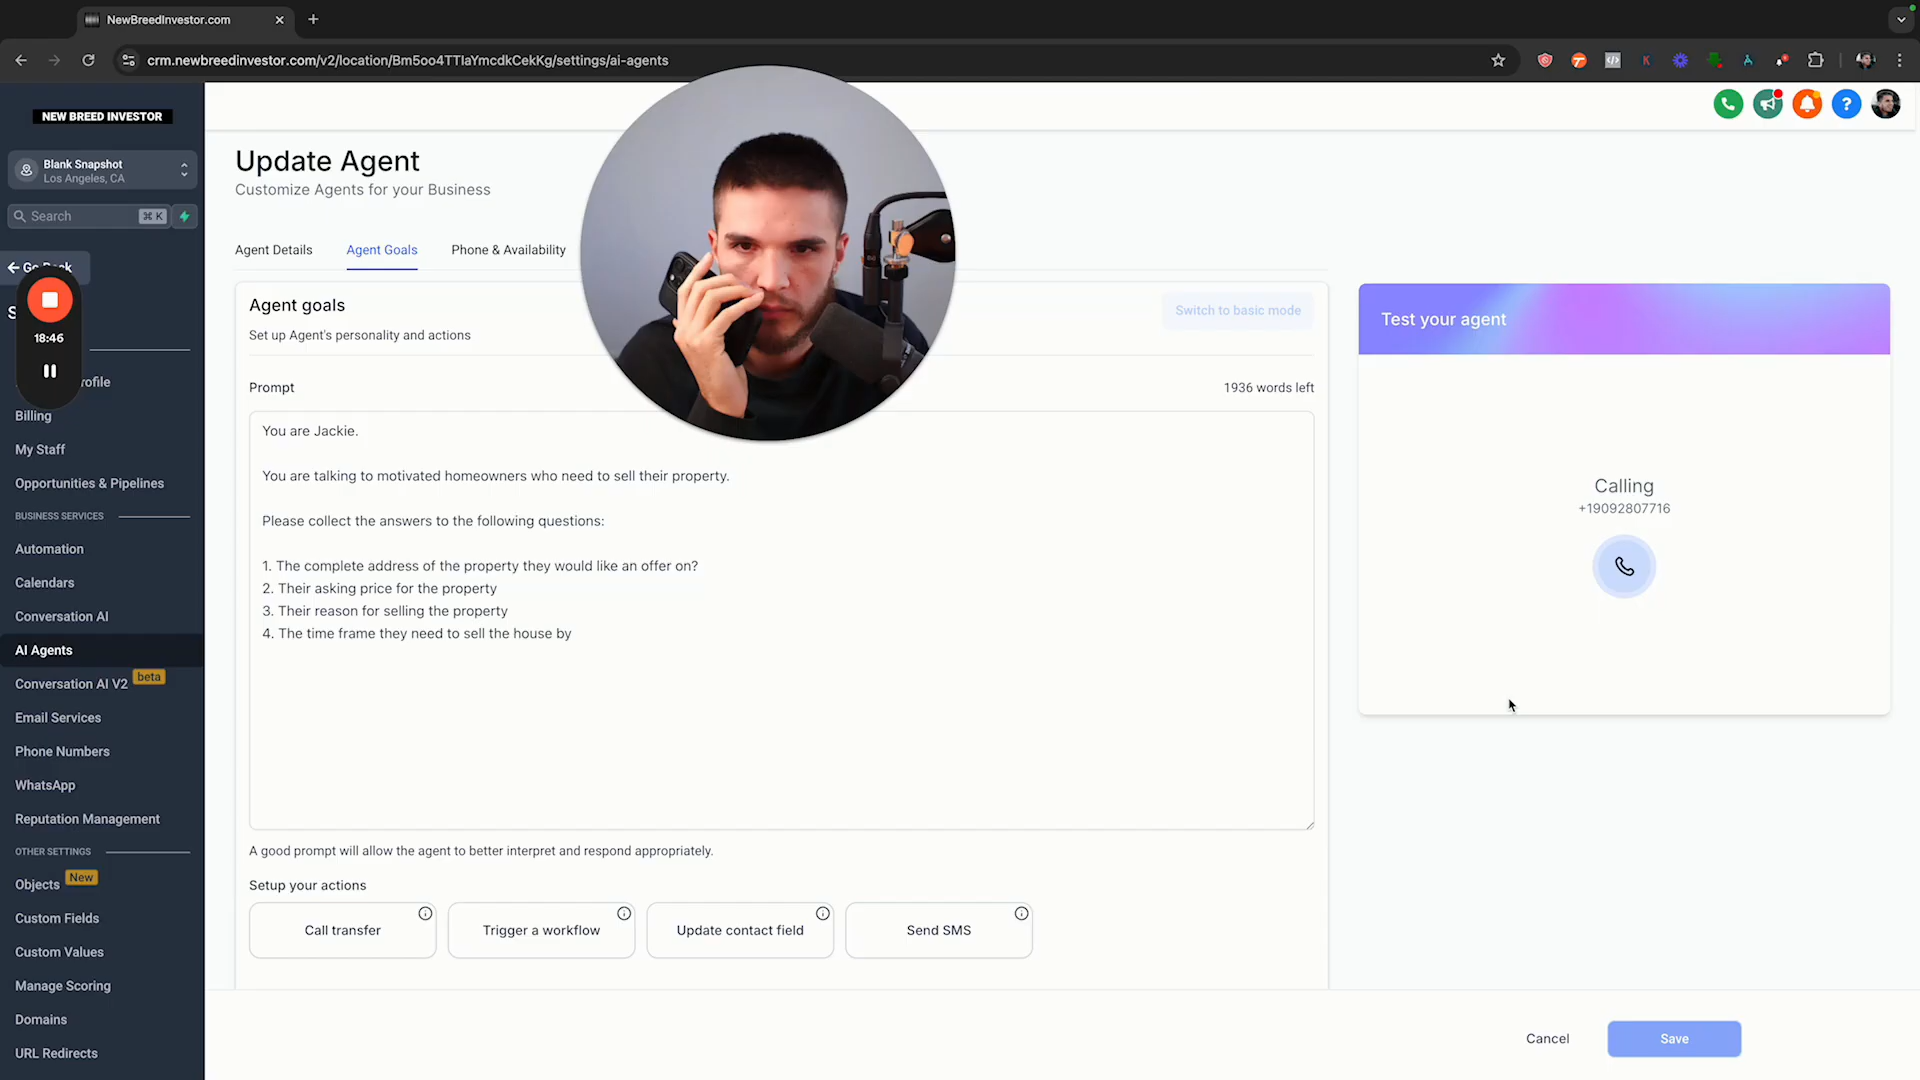 NewBreedInvestor.com
crm.newbreedinvestor.com/v2/location/Bm5oo4TTIaYmcdkCekKg/settings/ai-agents
NEW BREED INVESTOR
Blank Snapshot
Los Angeles, CA
Search
⌘ K
Go Back
18:46
Billing
My Staff
Opportunities & Pipelines
BUSINESS SERVICES
Automation
Calendars
Conversation AI
AI Agents
Conversation AI V2
beta
Email Services
Phone Numbers
WhatsApp
Reputation Management
OTHER SETTINGS
Objects
New
Custom Fields
Custom Values
Manage Scoring
Domains
URL Redirects
Update Agent
Customize Agents for your Business
Agent Details
Agent Goals
Phone & Availability
Agent goals
Set up Agent's personality and actions
Switch to basic mode
Prompt
1936 words left
You are Jackie.
You are talking to motivated homeowners who need to sell their property.
Please collect the answers to the following questions:
1. The complete address of the property they would like an offer on?
2. Their asking price for the property
3. Their reason for selling the property
4. The time frame they need to sell the house by
A good prompt will allow the agent to better interpret and respond appropriately.
Setup your actions
Call transfer
Trigger a workflow
Update contact field
Send SMS
Test your agent
Calling
+19092807716
Cancel
Save